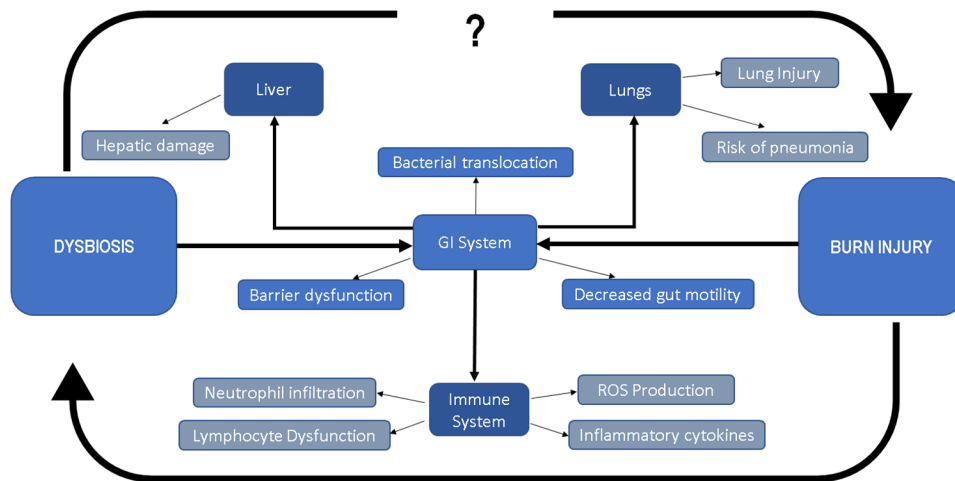 ?
Liver
Lungs
Lung Injury
Hepatic damage
Risk of pneumonia
Bacterial translocation
DYSBIOSIS
GI System
BURN INJURY
Barrier dysfunction
Decreased gut motility
Neutrophil infiltration
Immune
System
ROS Production
Lymphocyte Dysfunction
Inflammatory cytokines